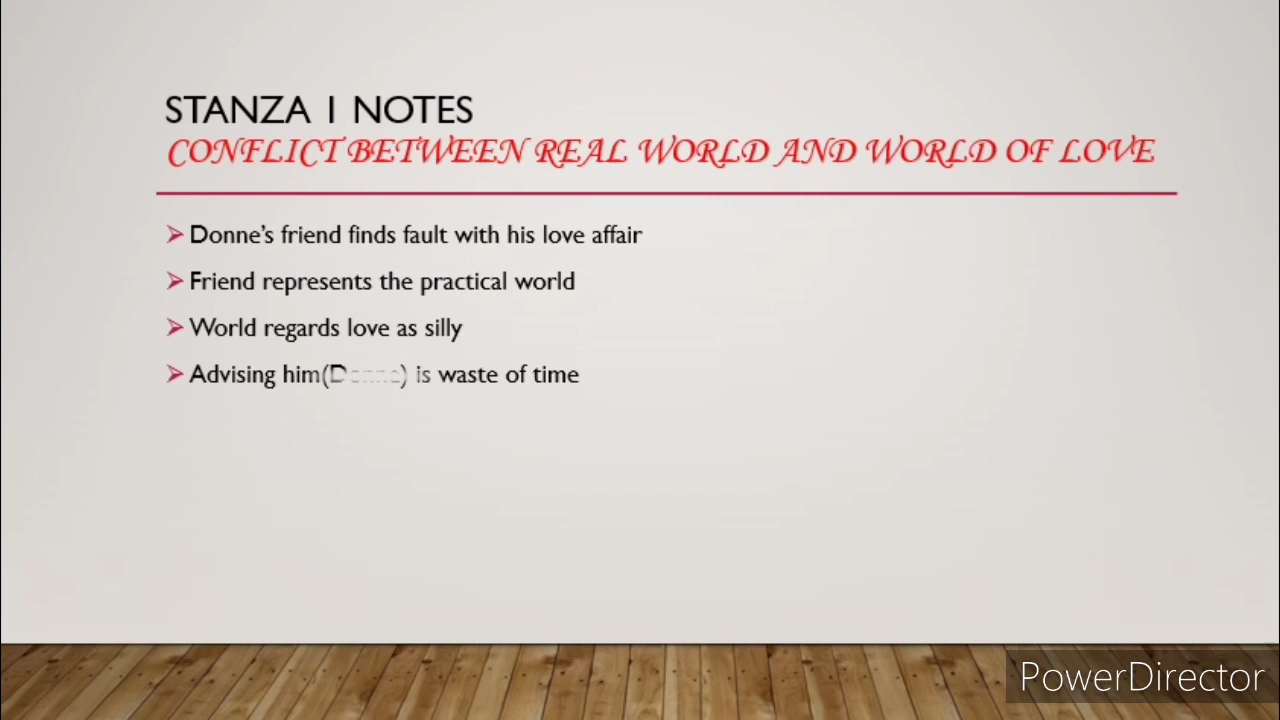 STANZA 1 NOTES
CONFLICT BETWEEN REAL WORLD AND WORLD OF LOVE
➢ Donne's friend finds fault with his love affair
➢ Friend represents the practical world
➢ World regards love as silly
➢ Advising him(Donne) is waste of time
PowerDirector